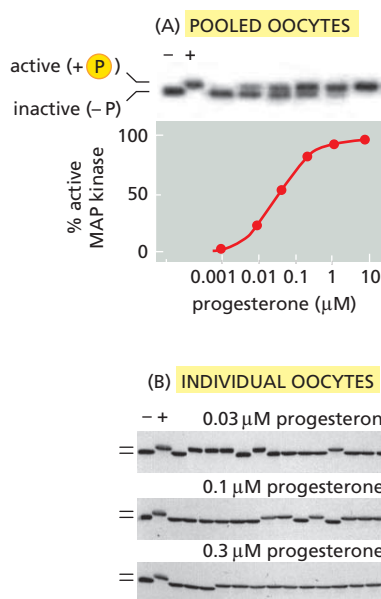 (A) POOLED OOCYTES
– +
active (+ P )
inactive (– P)
100
50
0
% active
MAP kinase
0.001 0.01 0.1 1 10
progesterone (μM)
(B) INDIVIDUAL OOCYTES
– + 0.03 μM progesteron
0.1 μM progesterone
0.3 μM progesterone